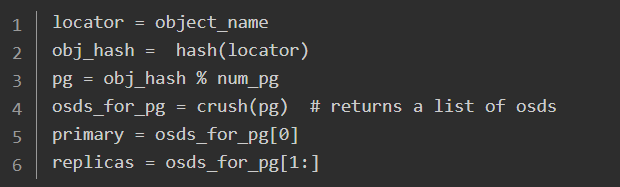 1 locator = object_name
2 obj_hash =  hash(locator)
3 pg = obj_hash % num_pg
4 osds_for_pg = crush(pg)  # returns a list of osds
5 primary = osds_for_pg[0]
6 replicas = osds_for_pg[1:]